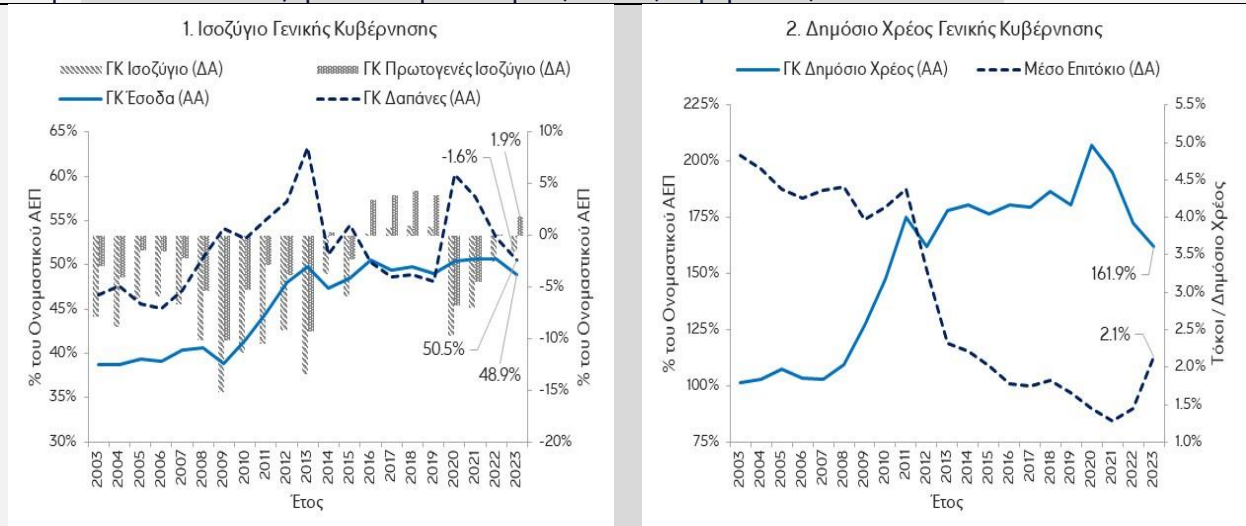 1. Ισοζύγιο Γενικής Κυβέρνησης
ΓΚ Ισοζύγιο (ΔΑ)
ΓΚ Πρωτογενές Ισοζύγιο (ΔΑ)
ΓΚ Έσοδα (ΑΑ)
ΓΚ Δαπάνες (ΑΑ)
% του Ονομαστικού ΑΕΠ
65%
60%
55%
50%
45%
40%
35%
30%
10%
5%
0%
-5%
-10%
-15%
-20%
% του Ονομαστικού ΑΕΠ
-1.6%
1.9%
50.5%
48.9%
2003 2004 2005 2006 2007 2008 2009 2010 2011 2012 2013 2014 2015 2016 2017 2018 2019 2020 2021 2022 2023
Έτος
2. Δημόσιο Χρέος Γενικής Κυβέρνησης
ΓΚ Δημόσιο Χρέος (ΑΑ)
Μέσο Επιτόκιο (ΔΑ)
% του Ονομαστικού ΑΕΠ
225%
200%
175%
150%
125%
100%
75%
5.5%
5.0%
4.5%
4.0%
3.5%
3.0%
2.5%
2.0%
1.5%
1.0%
Τόκοι / Δημόσιο Χρέος
161.9%
2.1%
2003 2004 2005 2006 2007 2008 2009 2010 2011 2012 2013 2014 2015 2016 2017 2018 2019 2020 2021 2022 2023
Έτος